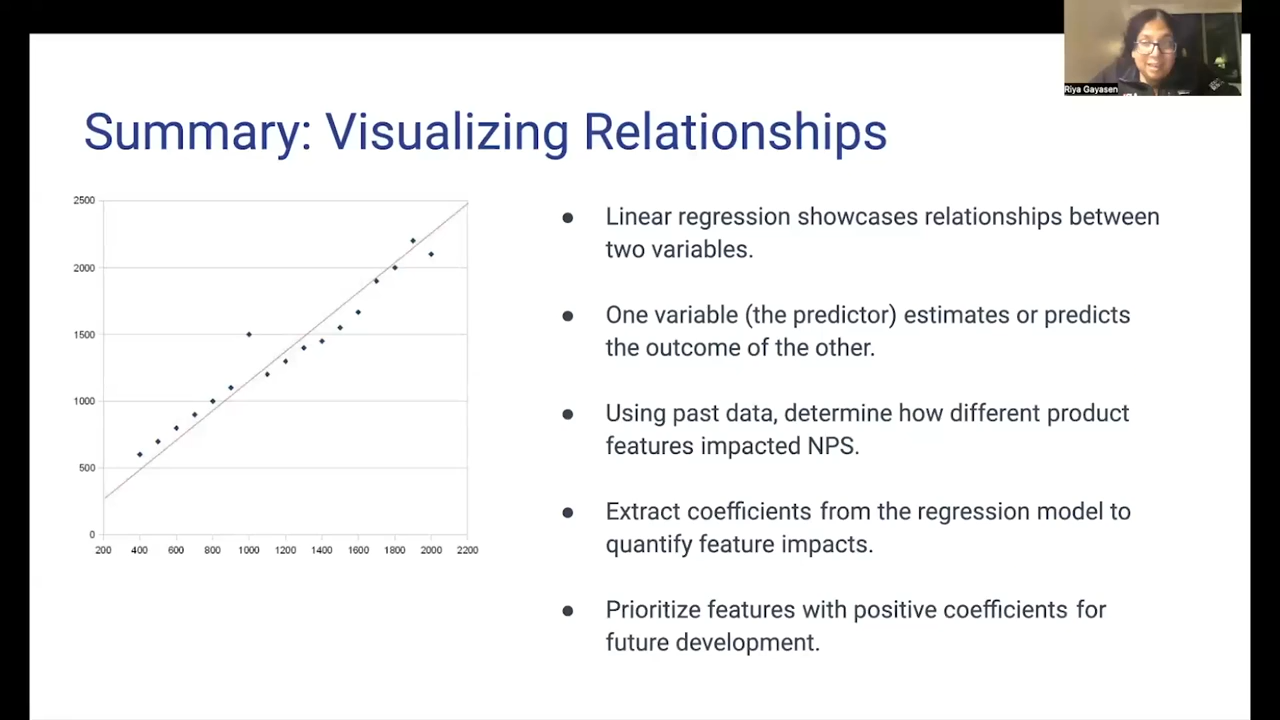 Riya Gayasen
Summary: Visualizing Relationships
2500
2000
1500
1000
500
0
200 400 600 800 1000 1200 1400 1600 1800 2000 2200
● Linear regression showcases relationships between
two variables.
● One variable (the predictor) estimates or predicts
the outcome of the other.
● Using past data, determine how different product
features impacted NPS.
● Extract coefficients from the regression model to
quantify feature impacts.
● Prioritize features with positive coefficients for
future development.